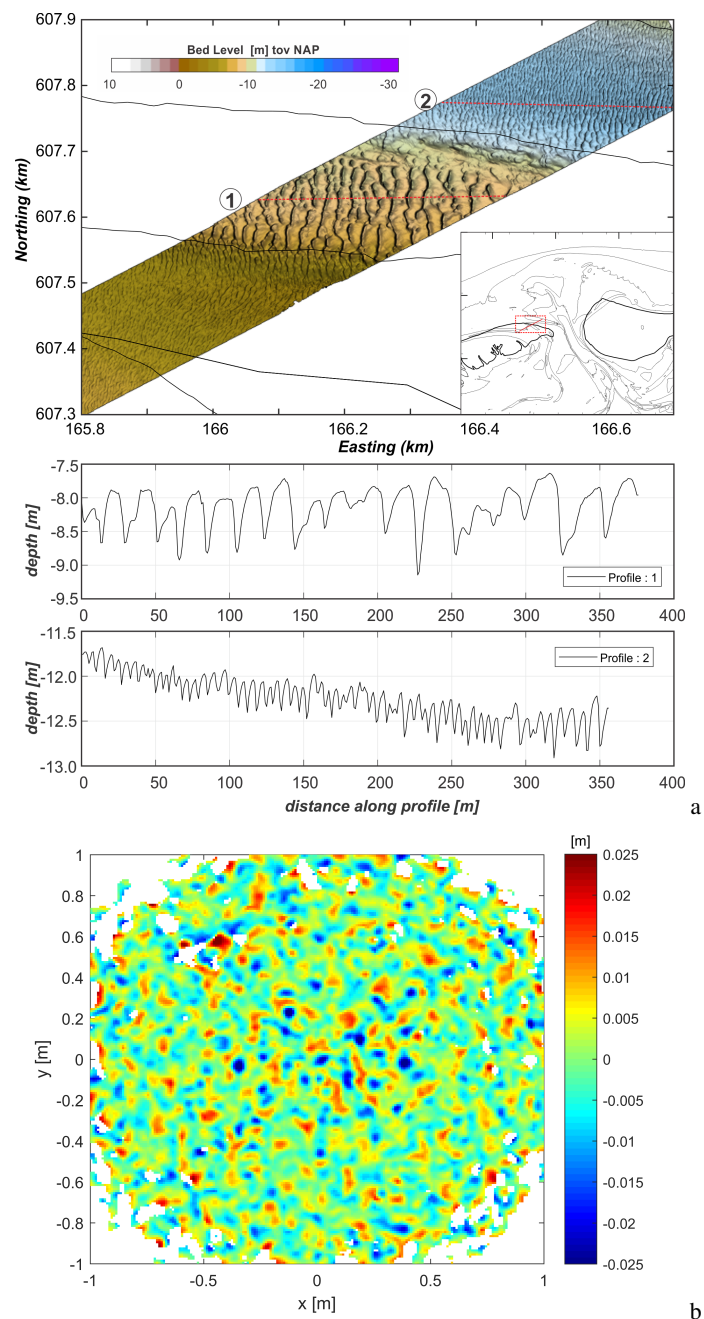 607.9
607.8
607.7
607.6
607.5
607.4
607.3
Northing (km)
Bed Level [m] tov NAP
10 0 -10 -20 -30
2
1
165.8 166 166.2 166.4 166.6
Easting (km)
-7.5
-8.0
-8.5
-9.0
-9.5
depth [m]
Profile : 1
0 50 100 150 200 250 300 350 400
-11.5
-12.0
-12.5
-13.0
depth [m]
Profile : 2
0 50 100 150 200 250 300 350 400
distance along profile [m]
a
[m]
1
0.8
0.6
0.4
0.2
0
-0.2
-0.4
-0.6
-0.8
-1
y [m]
-1 -0.5 0 0.5 1
x [m]
0.025
0.02
0.015
0.01
0.005
0
-0.005
-0.01
-0.015
-0.02
-0.025
b